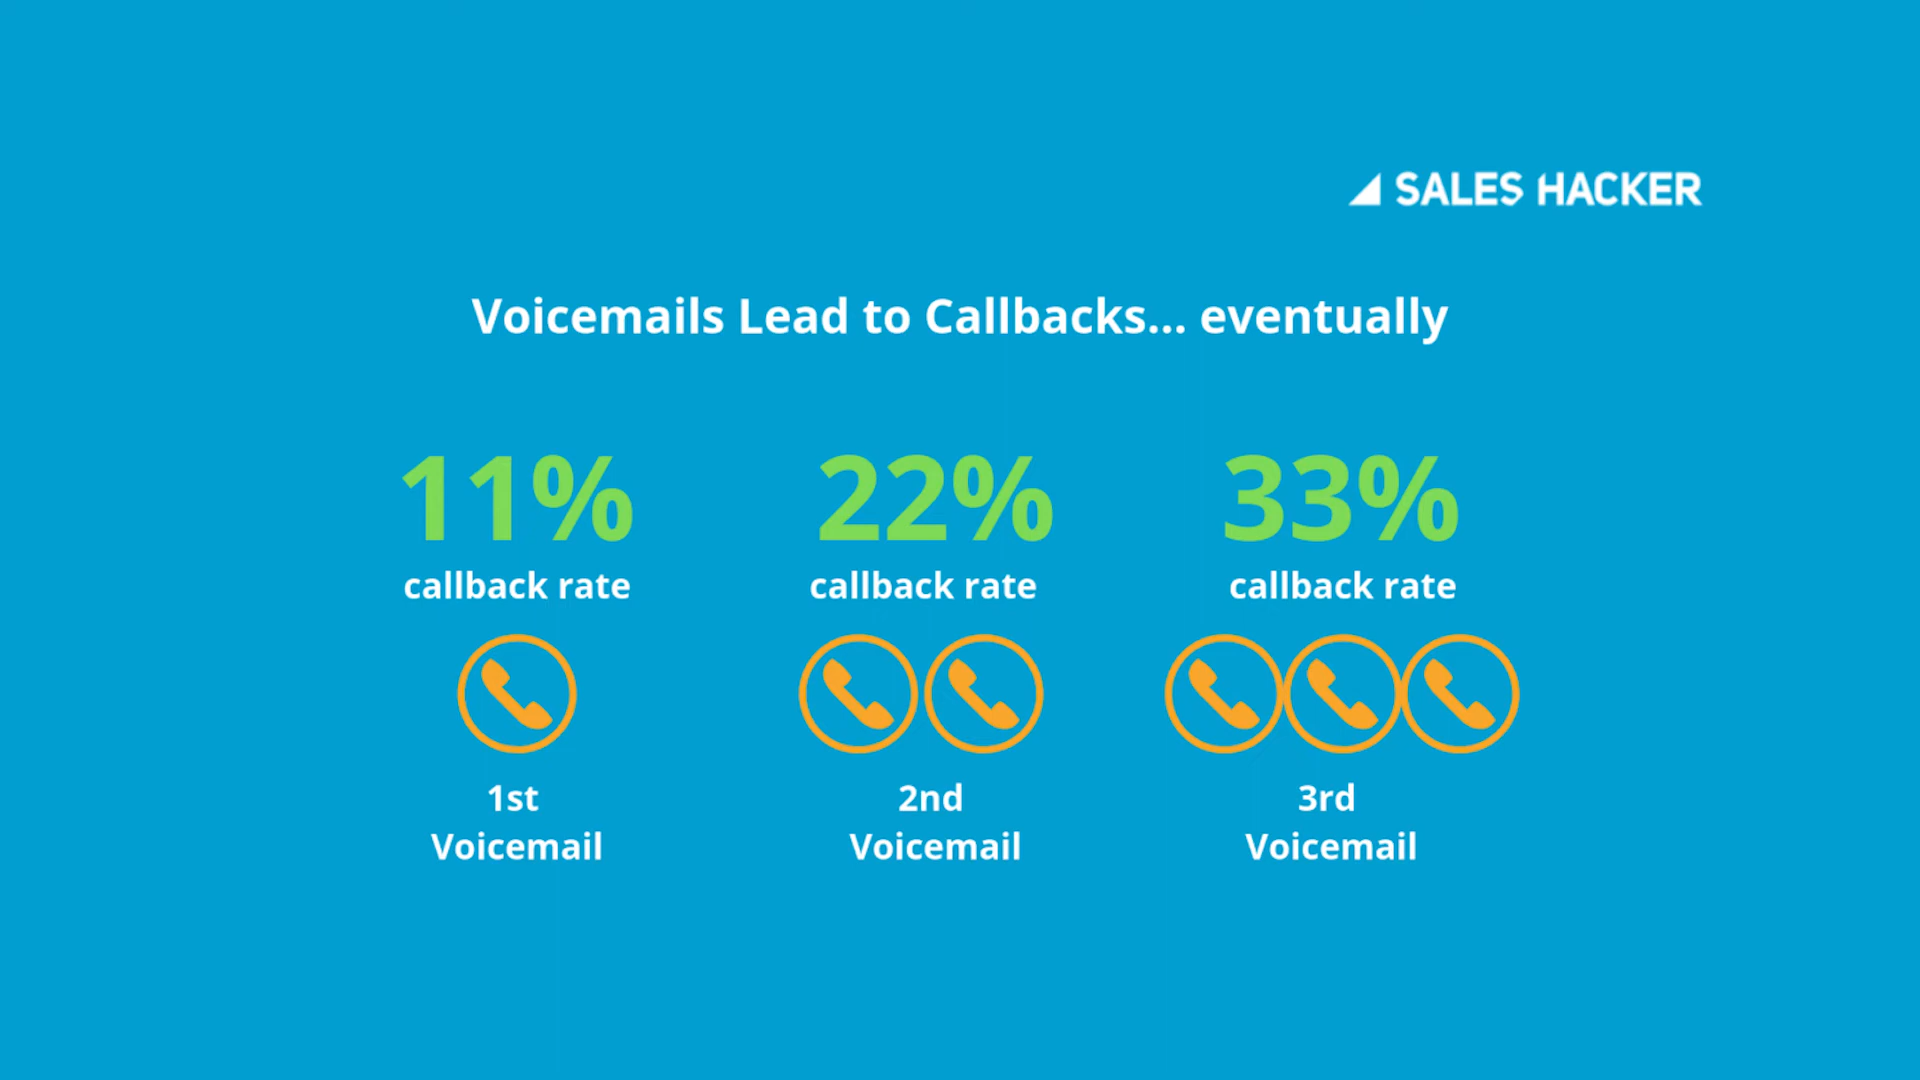 SALES HACKER
Voicemails Lead to Callbacks... eventually
11%
callback rate
1st
Voicemail
22%
callback rate
2nd
Voicemail
33%
callback rate
3rd
Voicemail